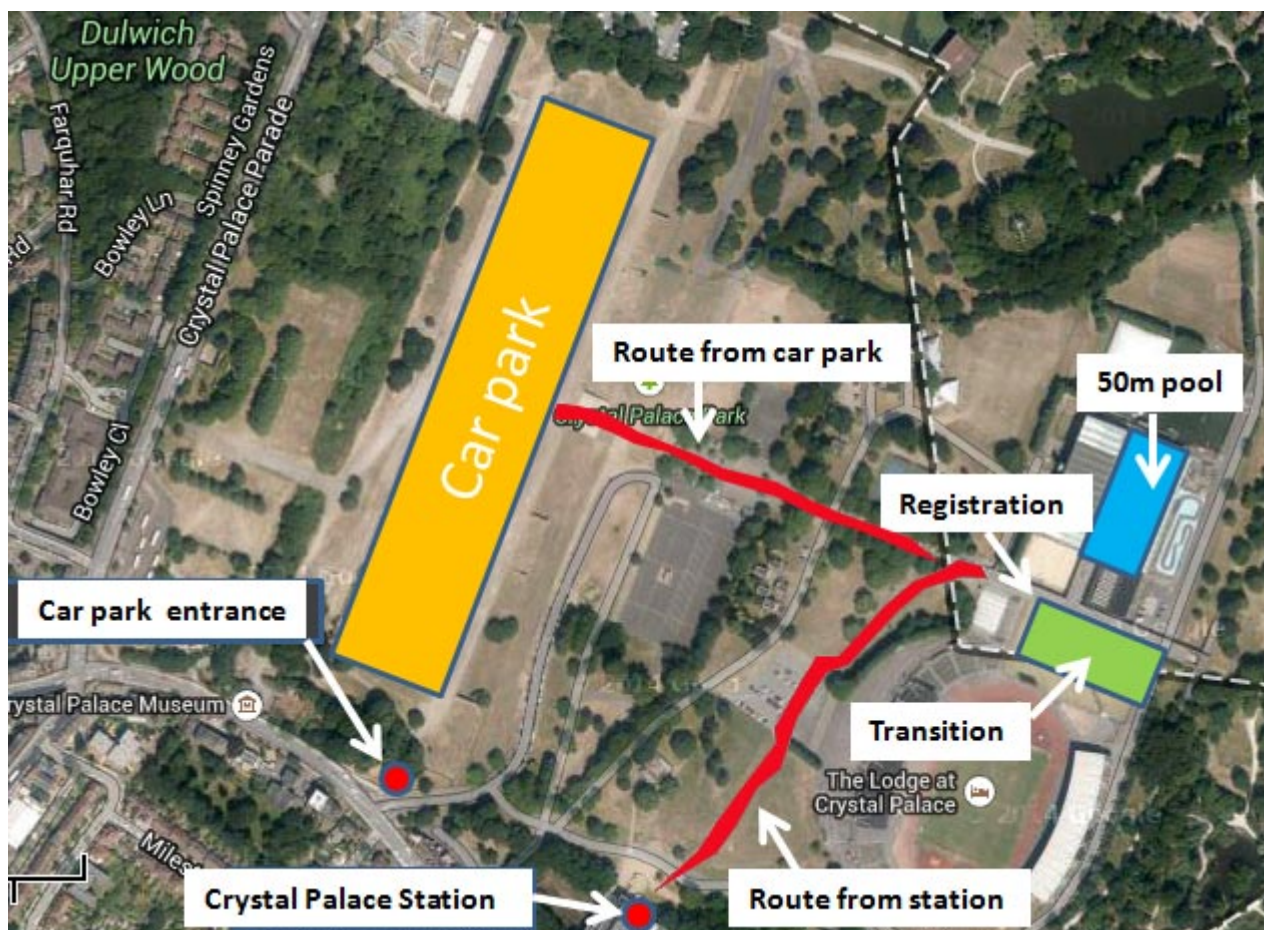 Dulwich
Upper Wood
Farquhar Rd
Spinney Gardens
Bowley Ln
Crystal Palace Parade
Rd
Car park
Route from car park
Crystal Palace Park
50m pool
Bowley Cl
Registration
Car park entrance
rystal Palace Museum
Transition
The Lodge at
Crystal Palace
Miles
Crystal Palace Station
Route from station